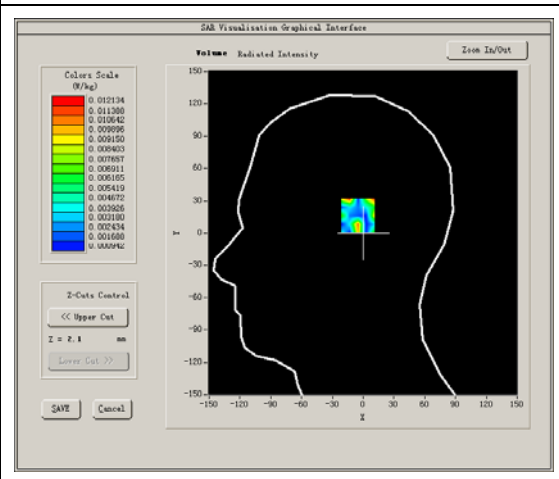 SAR Visualisation Graphical Interface
Volume Radiated Intensity
Zoom In/Out
Colors Scale
(W/kg)
0.012134
0.011388
0.010642
0.009896
0.009150
0.008403
0.007657
0.006911
0.006165
0.005419
0.004672
0.003926
0.003180
0.002434
0.001688
0.000942
Z-Cuts Control
<< Upper Cut
Z = 2.1 mm
Lower Cut >>
SAVE
Cancel
150
120
90
60
30
0
-30
-60
-90
-120
-150
Y
-150 -120 -90 -60 -30 0 30 60 90 120 150
X